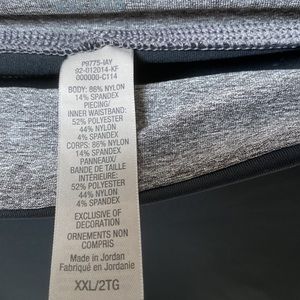 P9775-IAY
92-012014-KF
000000-C114
BODY: 86% NYLON
14% SPANDEX
PIECING/
INNER WAISTBAND:
52% POLYESTER
44% NYLON
4% SPANDEX
CORPS: 86% NYLON
14% SPANDEX
PANNEAUX/
BANDE DE TAILLE
INTÉRIEURE:
52% POLYESTER
44% NYLON
4% SPANDEX
EXCLUSIVE OF
DECORATION
ORNEMENTS NON
COMPRIS
Made in Jordan
Fabriqué en Jordanie
XXL/2TG